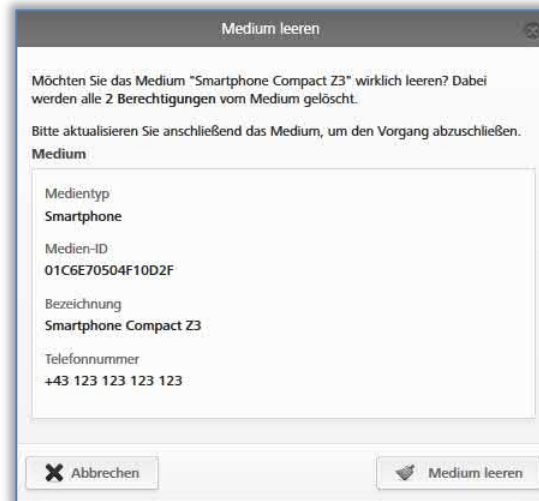 Medium leeren
Möchten Sie das Medium "Smartphone Compact Z3" wirklich leeren? Dabei
werden alle 2 Berechtigungen vom Medium gelöscht.
Bitte aktualisieren Sie anschließend das Medium, um den Vorgang abzuschließen.
Medium
Medientyp
Smartphone
Medien-ID
01C6E70504F10D2F
Bezeichnung
Smartphone Compact Z3
Telefonnummer
+43 123 123 123 123
Abbrechen
Medium leeren